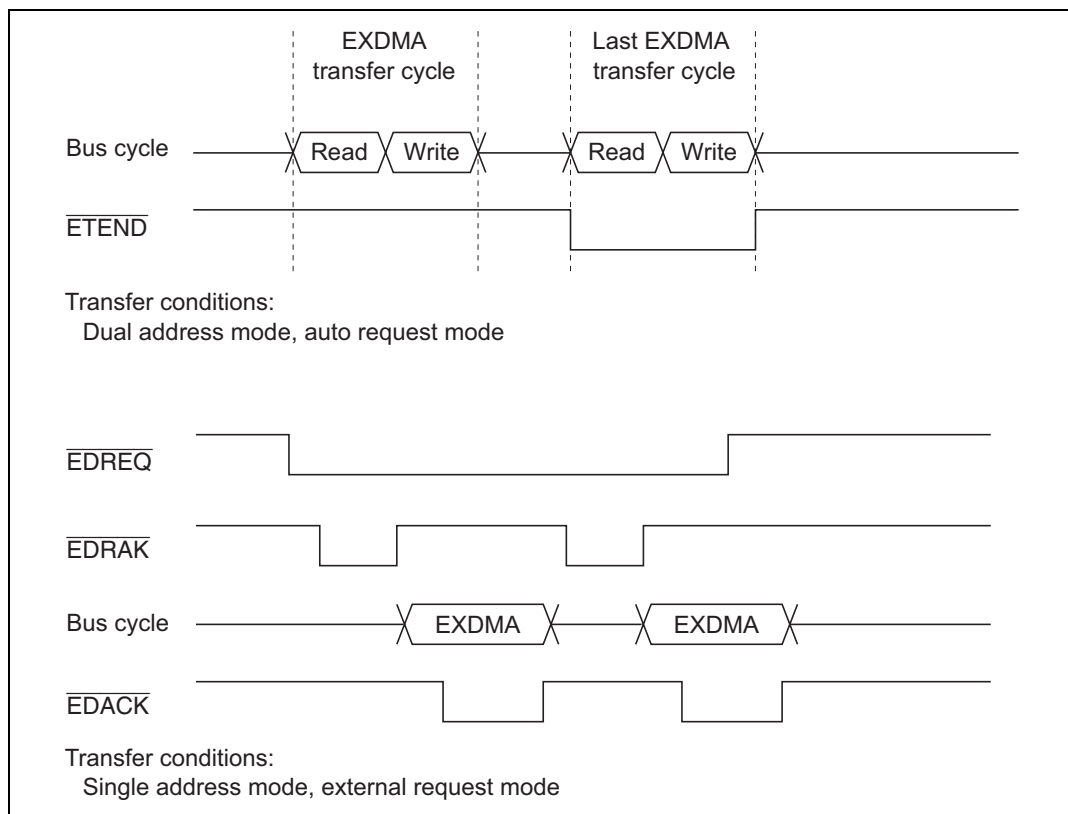 EXDMA
transfer cycle
Last EXDMA
transfer cycle
Bus cycle
Read
Write
Read
Write
ETEND
Transfer conditions:
Dual address mode, auto request mode
EDREQ
EDRAK
Bus cycle
EXDMA
EXDMA
EDACK
Transfer conditions:
Single address mode, external request mode